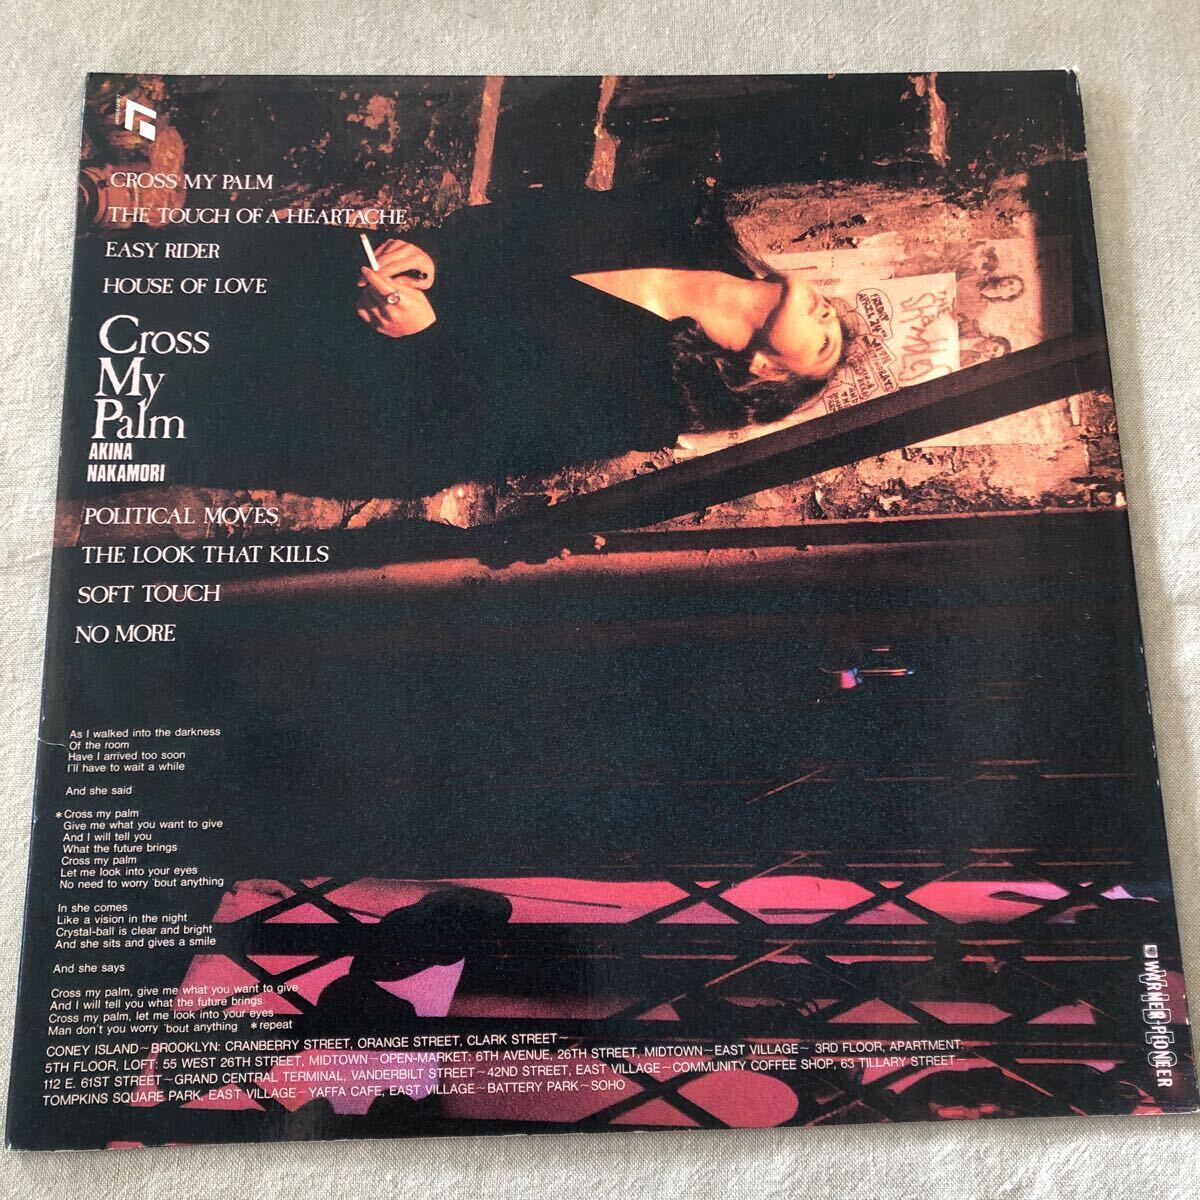 CROSS MY PALM
THE TOUCH OF A HEARTACHE
EASY RIDER
HOUSE OF LOVE
Cross
My
Palm
AKINA
NAKAMORI
POLITICAL MOVES
THE LOOK THAT KILLS
SOFT TOUCH
NO MORE
As I walked into the darkness
Of the room
Have I arrived too soon
I'll have to wait a while
And she said
*Cross my palm
Give me what you want to give
And I will tell you
What the future brings
Cross my palm
Let me look into your eyes
No need to worry 'bout anything
In she comes
Like a vision in the night
Crystal-ball is clear and bright
And she sits and gives a smile
And she says
Cross my palm, give me what you want to give
And I will tell you what the future brings
Cross my palm, let me look into your eyes
Man don't you worry 'bout anything *repeat
CONEY ISLAND~BROOKLYN: CRANBERRY STREET, ORANGE STREET, CLARK STREET~
5TH FLOOR, LOFT: 55 WEST 26TH STREET, MIDTOWN~OPEN-MARKET: 6TH AVENUE, 26TH STREET, MIDTOWN~EAST VILLAGE~ 3RD FLOOR, APARTMENT:
112 E. 61ST STREET~GRAND CENTRAL TERMINAL, VANDERBILT STREET~42ND STREET, EAST VILLAGE~COMMUNITY COFFEE SHOP, 63 TILLARY STREET~
TOMPKINS SQUARE PARK, EAST VILLAGE~YAFFA CAFE, EAST VILLAGE~BATTERY PARK~SOHO
WARNER-PIONEER
THE
SHAMUS